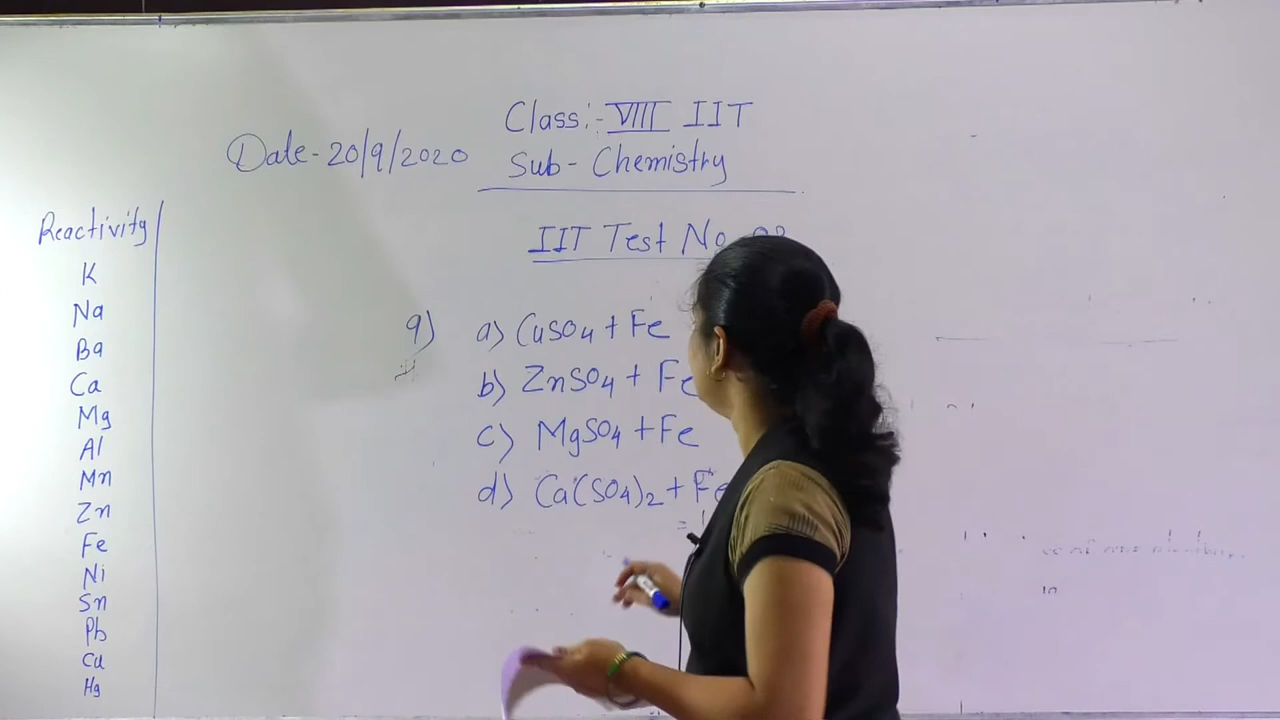 Class:- VIII IIT
Date - 20/9/2020
Sub - Chemistry
IIT Test No
Reactivity
K
Na
Ba
Ca
Mg
Al
Mn
Zn
Fe
Ni
Sn
Pb
Cu
Hg
9)
a) CuSO4 + Fe
b) ZnSO4 + Fe
c) MgSO4 + Fe
d) Ca(SO4)2 + Fe